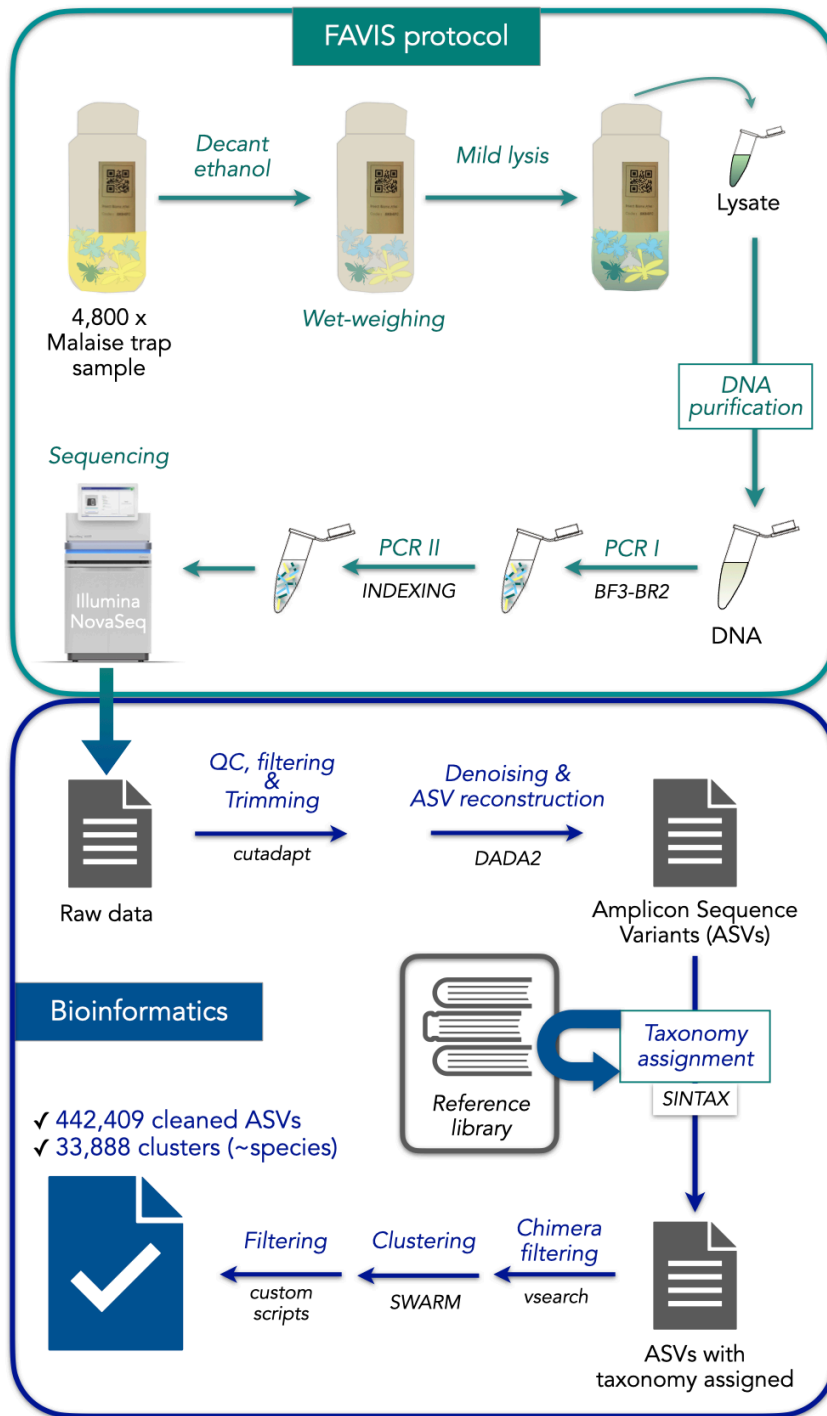 FAVIS protocol
Decant
ethanol
Mild lysis
Lysate
4,800 x
Malaise trap
sample
Wet-weighing
DNA
purification
Sequencing
Illumina
NovaSeq
PCR II
INDEXING
PCR I
BF3-BR2
DNA
QC, filtering
&
Trimming
cutadapt
Denoising &
ASV reconstruction
DADA2
Raw data
Amplicon Sequence
Variants (ASVs)
Bioinformatics
Reference
library
Taxonomy
assignment
SINTAX
✓ 442,409 cleaned ASVs
✓ 33,888 clusters (~species)
Filtering
custom
scripts
Clustering
SWARM
Chimera
filtering
vsearch
ASVs with
taxonomy assigned